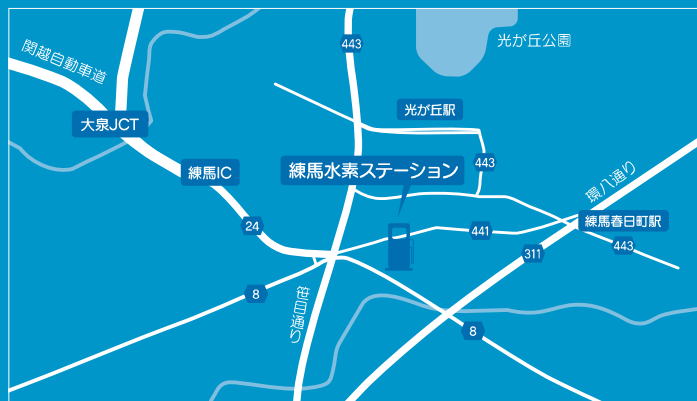 光が丘公園
443
関越自動車道
光が丘駅
大泉JCT
443
練馬IC
練馬水素ステーション
環八通り
練馬春日町駅
24
441
443
311
8
笹目通り
8